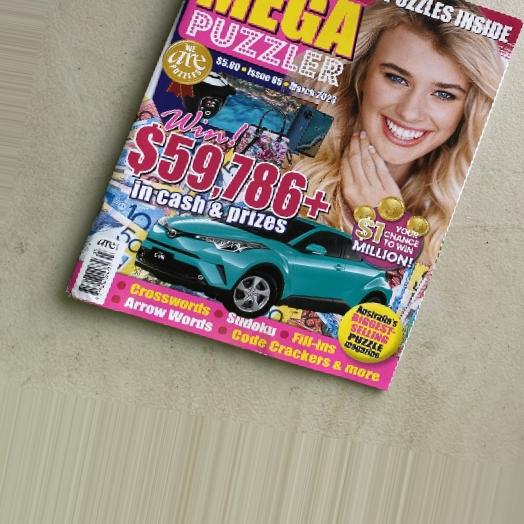 PUZZLES INSIDE
MEGA
PUZZLER
$5.90 • Issue 95 • March 2023
WE
are
PUZZLES
Win!
$59,786+
in cash & prizes
$1
YOUR
CHANCE
TO WIN
MILLION!
are
Crosswords
Sudoku • Fill-Ins
Arrow Words • Code Crackers & more
Australia's
BIGGEST-
SELLING
PUZZLE
magazine